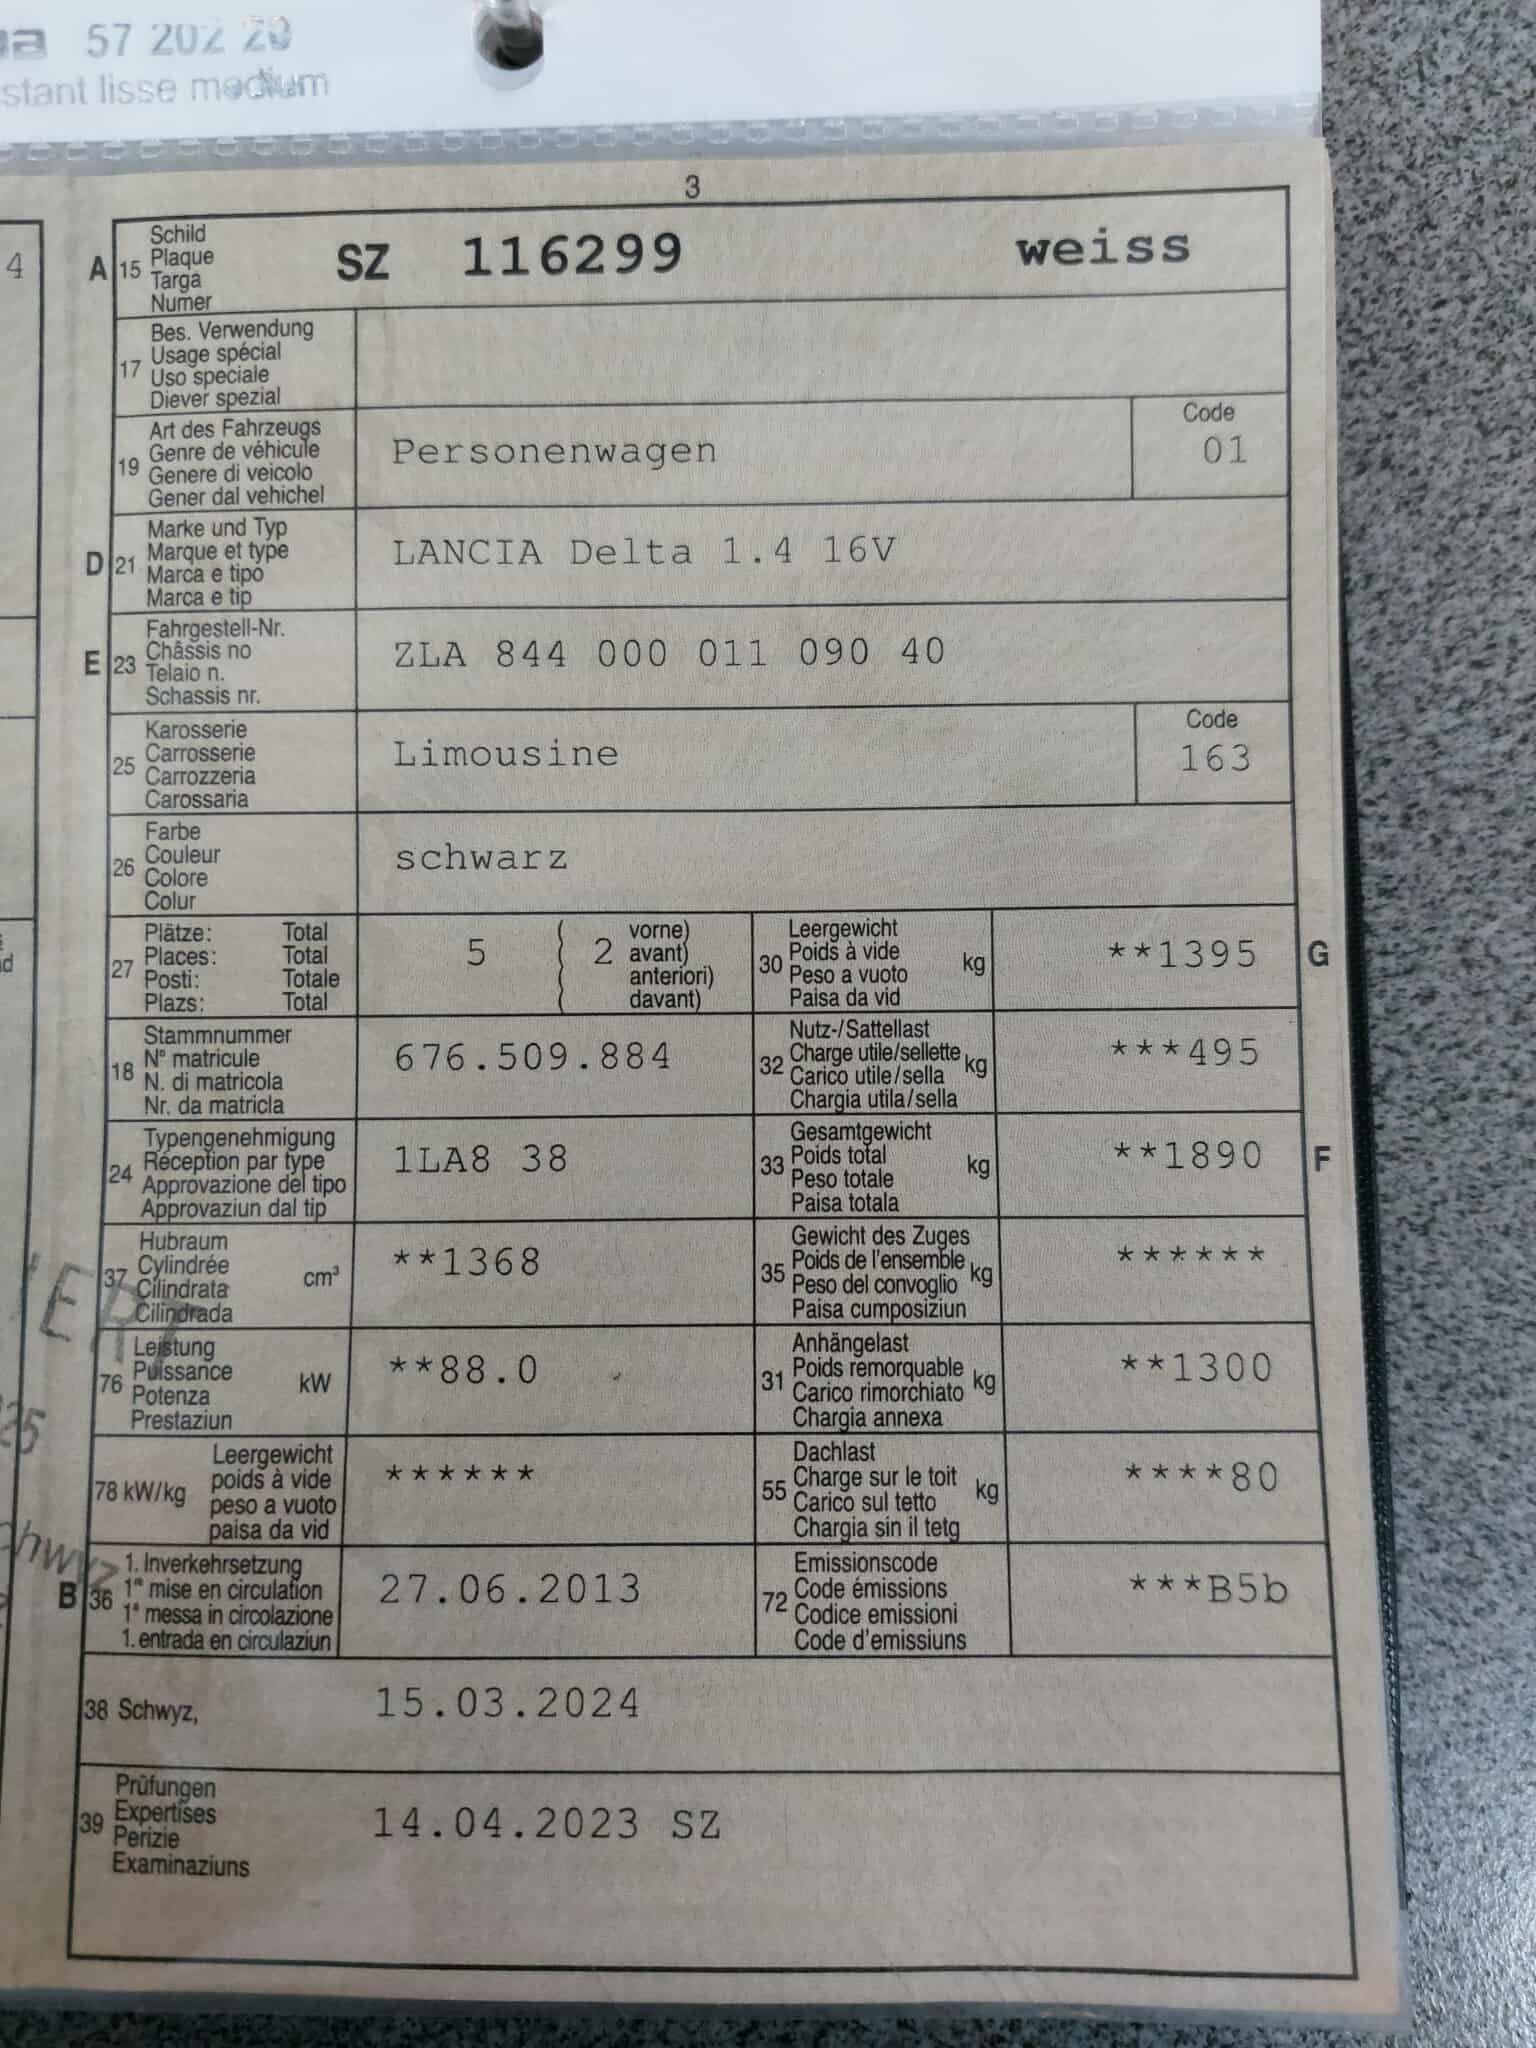 57 202 20
stant lisse medium
3
4
A 15 Schild
Plaque
Targa
Numer
SZ 116299 weiss
17 Bes. Verwendung
Usage spécial
Uso speciale
Diever spezial
19 Art des Fahrzeugs
Genre de véhicule
Genere di veicolo
Gener dal vehichel
Personenwagen
Code
01
D 21 Marke und Typ
Marque et type
Marca e tipo
Marca e tip
LANCIA Delta 1.4 16V
E 23 Fahrgestell-Nr.
Châssis no
Telaio n.
Schassis nr.
ZLA 844 000 011 090 40
25 Karosserie
Carrosserie
Carrozzeria
Carossaria
Limousine
Code
163
26 Farbe
Couleur
Colore
Colur
schwarz
27 Plätze: Total
Places: Total
Posti: Totale
Plazs: Total
5 ( 2 vorne)
( avant)
( anteriori)
( davant)
30 Leergewicht
Poids à vide
Peso a vuoto
Paisa da vid
kg
**1395 G
18 Stammnummer
N° matricule
N. di matricola
Nr. da matricla
676.509.884
32 Nutz-/Sattellast
Charge utile/sellette
Carico utile/sella
Chargia utila/sella
kg
***495
24 Typengenehmigung
Réception par type
Approvazione del tipo
Approvaziun dal tip
1LA8 38
33 Gesamtgewicht
Poids total
Peso totale
Paisa totala
kg
**1890 F
37 Hubraum
Cylindrée
Cilindrata
Cilindrada
cm³
**1368
35 Gewicht des Zuges
Poids de l'ensemble
Peso del convoglio
Paisa cumposiziun
kg
******
76 Leistung
Puissance
Potenza
Prestaziun
kW
**88.0
31 Anhängelast
Poids remorquable
Carico rimorchiato
Chargia annexa
kg
**1300
78 kW/kg Leergewicht
poids à vide
peso a vuoto
paisa da vid
******
55 Dachlast
Charge sur le toit
Carico sul tetto
Chargia sin il tetg
kg
****80
B 36 1. Inverkehrsetzung
1re mise en circulation
1a messa in circolazione
1. entrada en circulaziun
27.06.2013
72 Emissionscode
Code émissions
Codice emissioni
Code d'emissiuns
***B5b
38 Schwyz, 15.03.2024
39 Prüfungen
Expertises
Perizie
Examinaziuns
14.04.2023 SZ